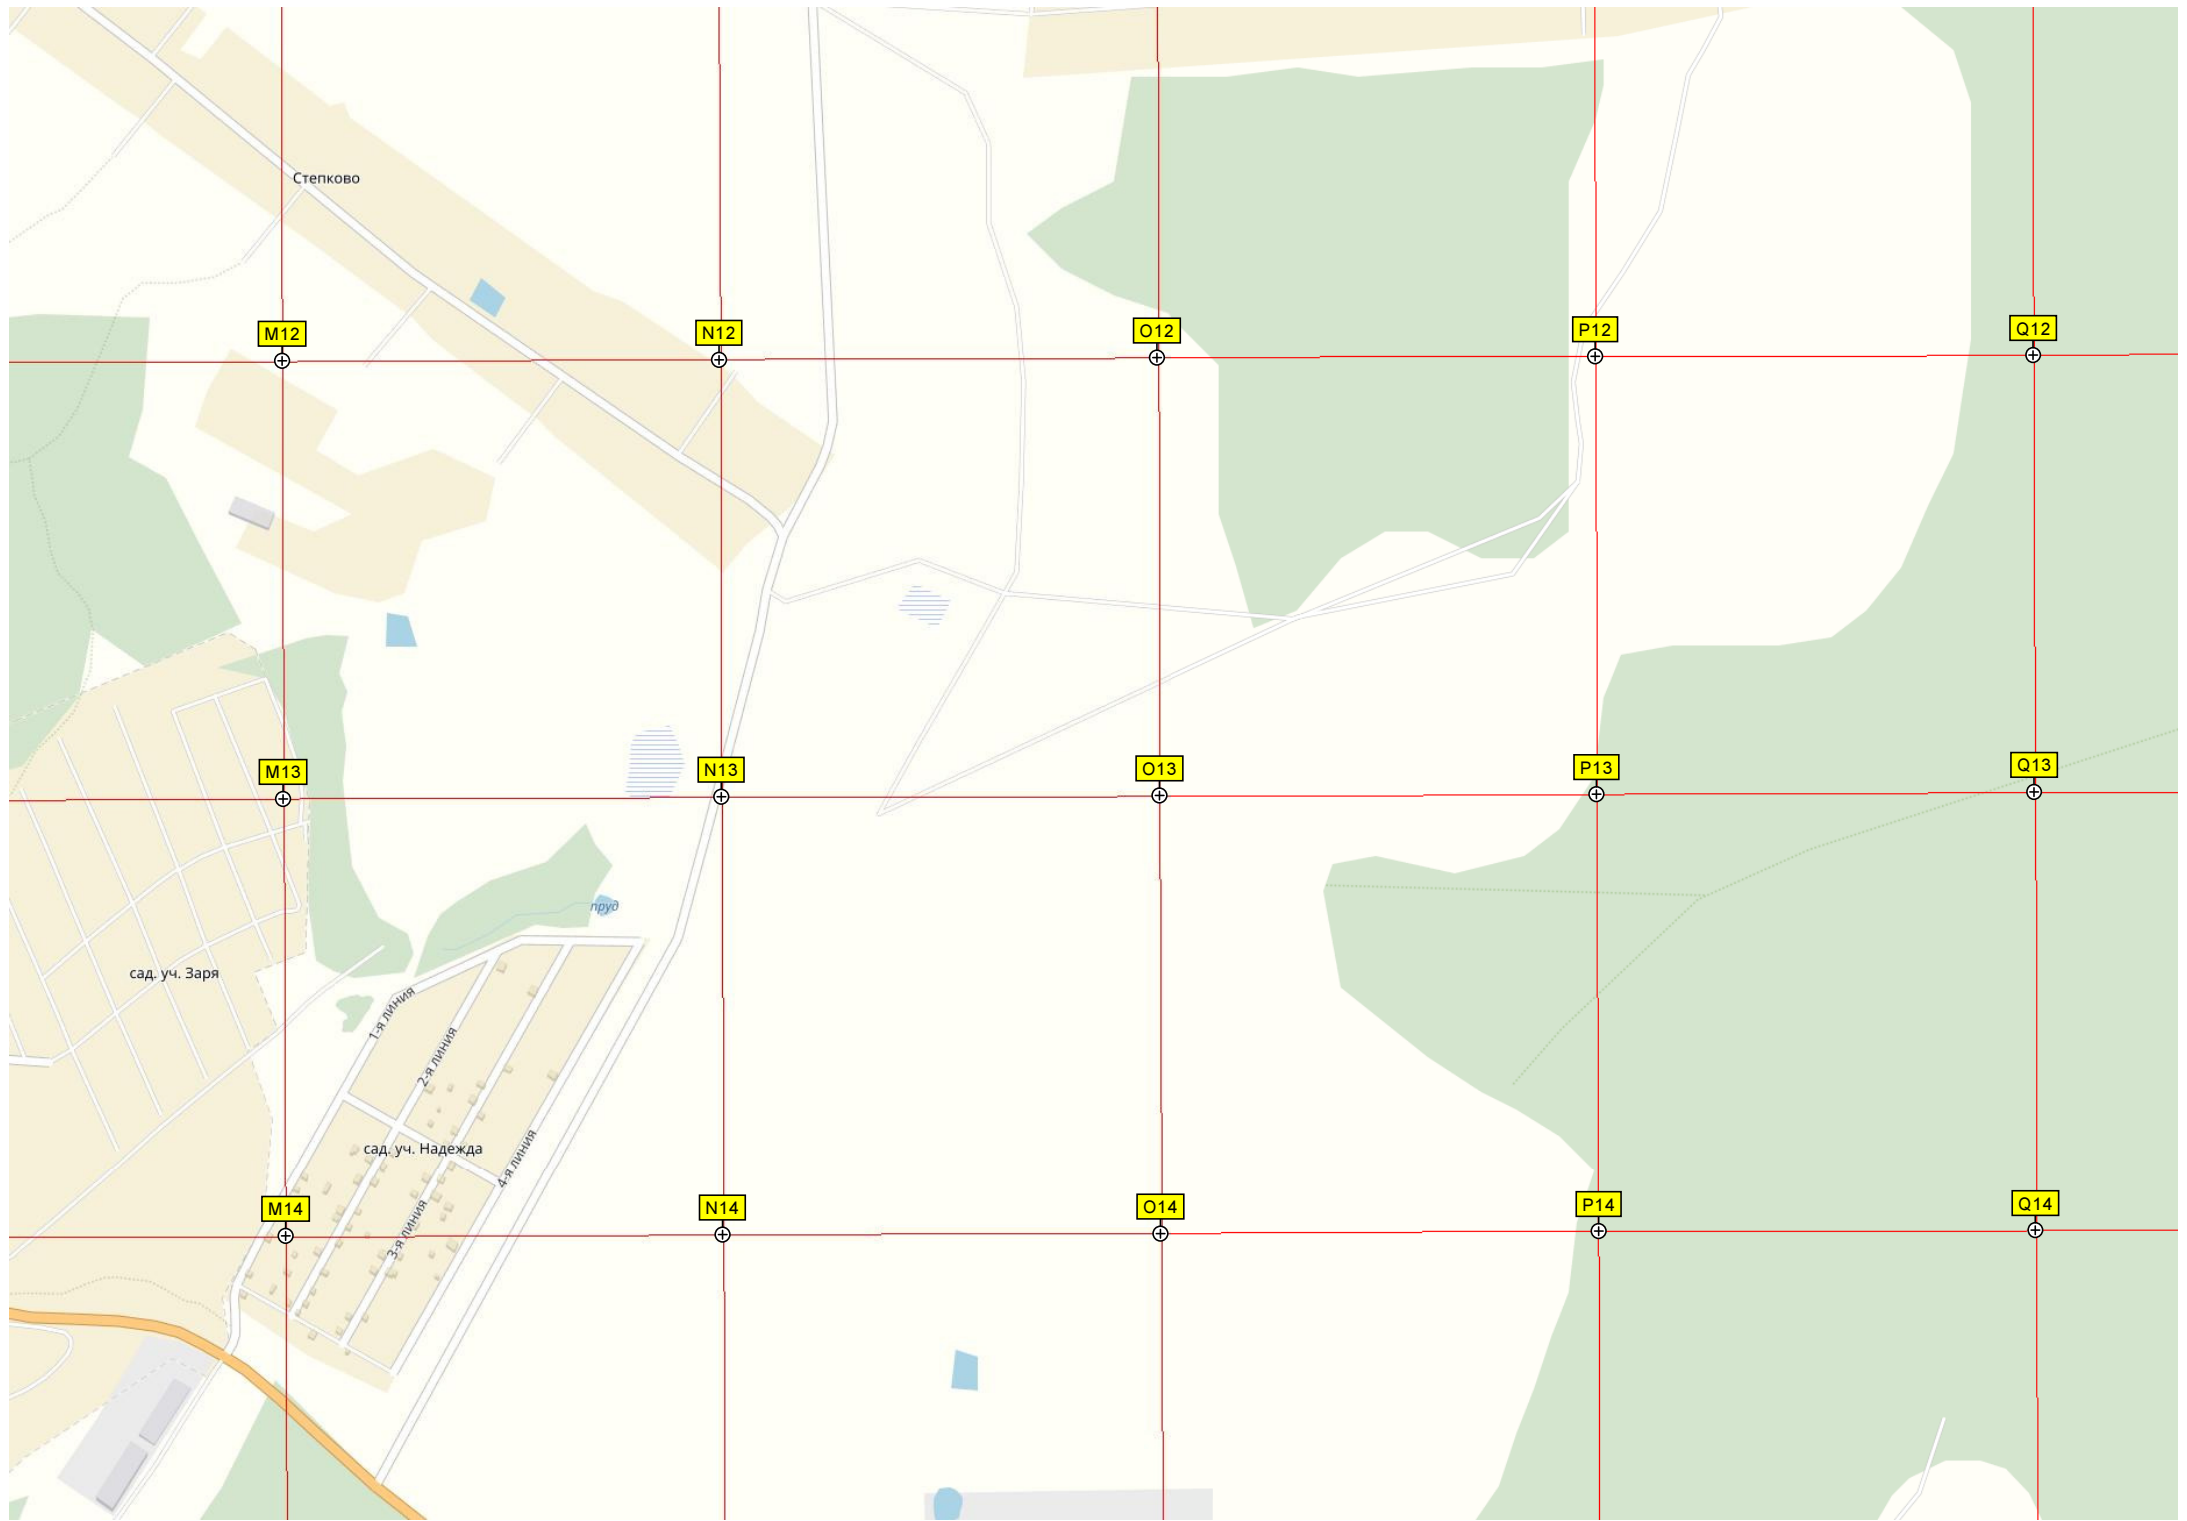 Степково
M12
N12
O12
P12
Q12
M13
N13
O13
P13
Q13
пруд
сад. уч. Заря
1-я линия
2-я линия
сад. уч. Надежда
4-я линия
3-я линия
M14
N14
O14
P14
Q14